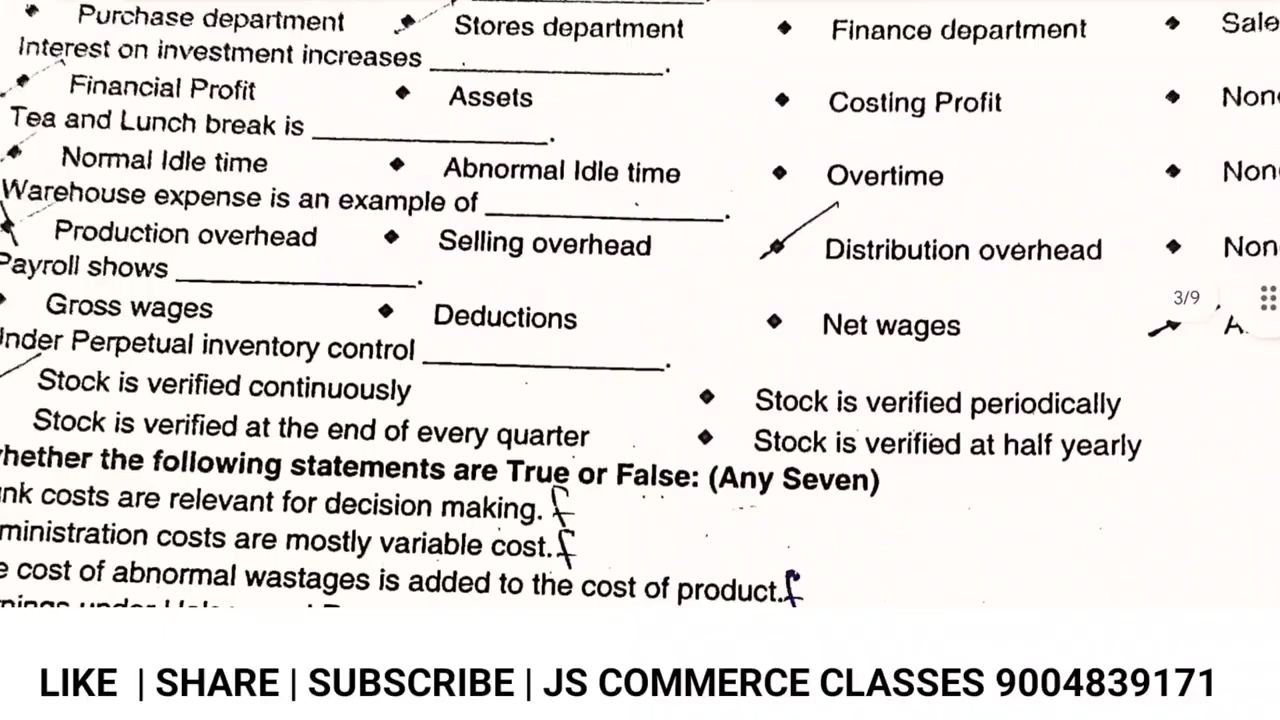 Purchase department Stores department Finance department Sale
Interest on investment increases
Financial Profit Assets Costing Profit Non
Tea and Lunch break is
Normal Idle time Abnormal Idle time Overtime Non
Warehouse expense is an example of
Production overhead Selling overhead Distribution overhead Non
Payroll shows
3/9
Gross wages Deductions Net wages A
Under Perpetual inventory control
Stock is verified continuously Stock is verified periodically
Stock is verified at the end of every quarter Stock is verified at half yearly
hether the following statements are True or False: (Any Seven)
nk costs are relevant for decision making. f
ministration costs are mostly variable cost. f
e cost of abnormal wastages is added to the cost of product. f
LIKE | SHARE | SUBSCRIBE | JS COMMERCE CLASSES 9004839171